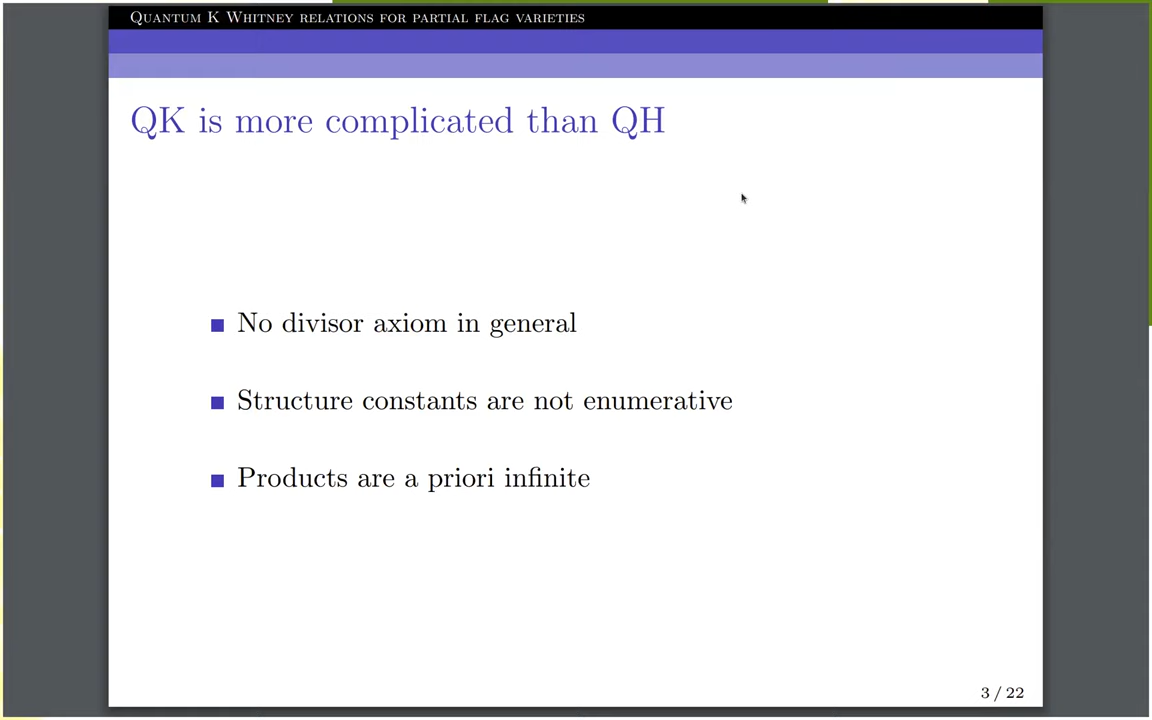 Quantum K Whitney relations for partial flag varieties
QK is more complicated than QH
No divisor axiom in general
Structure constants are not enumerative
Products are a priori infinite
3 / 22